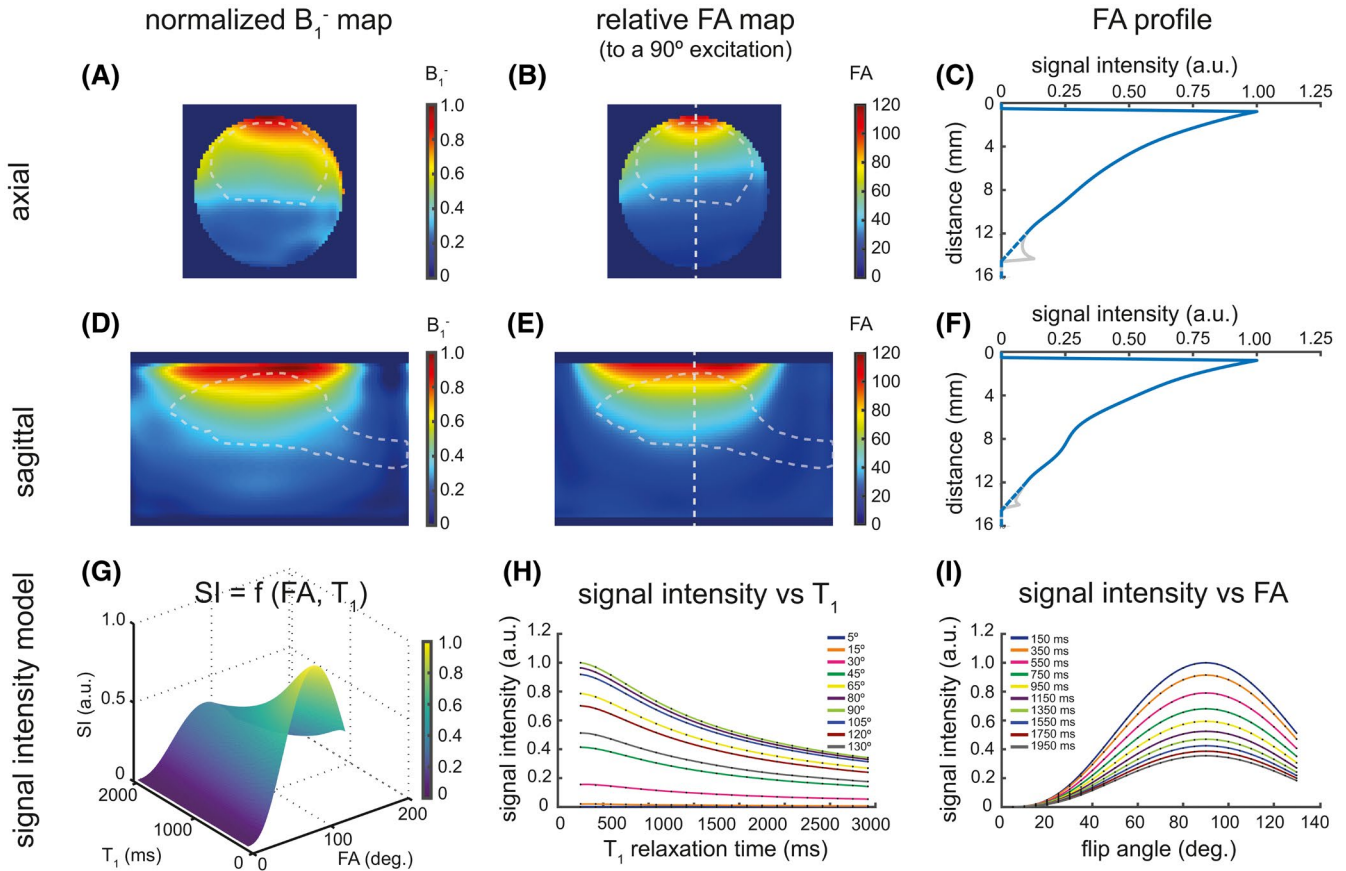 normalized B1- map
relative FA map
(to a 90º excitation)
FA profile
axial
(A)
B1-
1.0
0.8
0.6
0.4
0.2
0
(B)
FA
120
100
80
60
40
20
0
(C)
signal intensity (a.u.)
0 0.25 0.50 0.75 1.00 1.25
distance (mm)
0
4
8
12
16
sagittal
(D)
B1-
1.0
0.8
0.6
0.4
0.2
0
(E)
FA
120
100
80
60
40
20
0
(F)
signal intensity (a.u.)
0 0.25 0.50 0.75 1.00 1.25
distance (mm)
0
4
8
12
16
signal intensity model
(G)
SI = f (FA, T1)
SI (a.u.)
1.0
0.5
0
2000
1000
0
T1 (ms)
0
100
200
FA (deg.)
1.0
0.8
0.6
0.4
0.2
0
(H)
signal intensity vs T1
signal intensity (a.u.)
1.2
1.0
0.8
0.6
0.4
0.2
0
5º
15º
30º
45º
65º
80º
90º
105º
120º
130º
0 500 1000 1500 2000 2500 3000
T1 relaxation time (ms)
(I)
signal intensity vs FA
signal intensity (a.u.)
1.2
1.0
0.8
0.6
0.4
0.2
0
150 ms
350 ms
550 ms
750 ms
950 ms
1150 ms
1350 ms
1550 ms
1750 ms
1950 ms
0 20 40 60 80 100 120 140
flip angle (deg.)